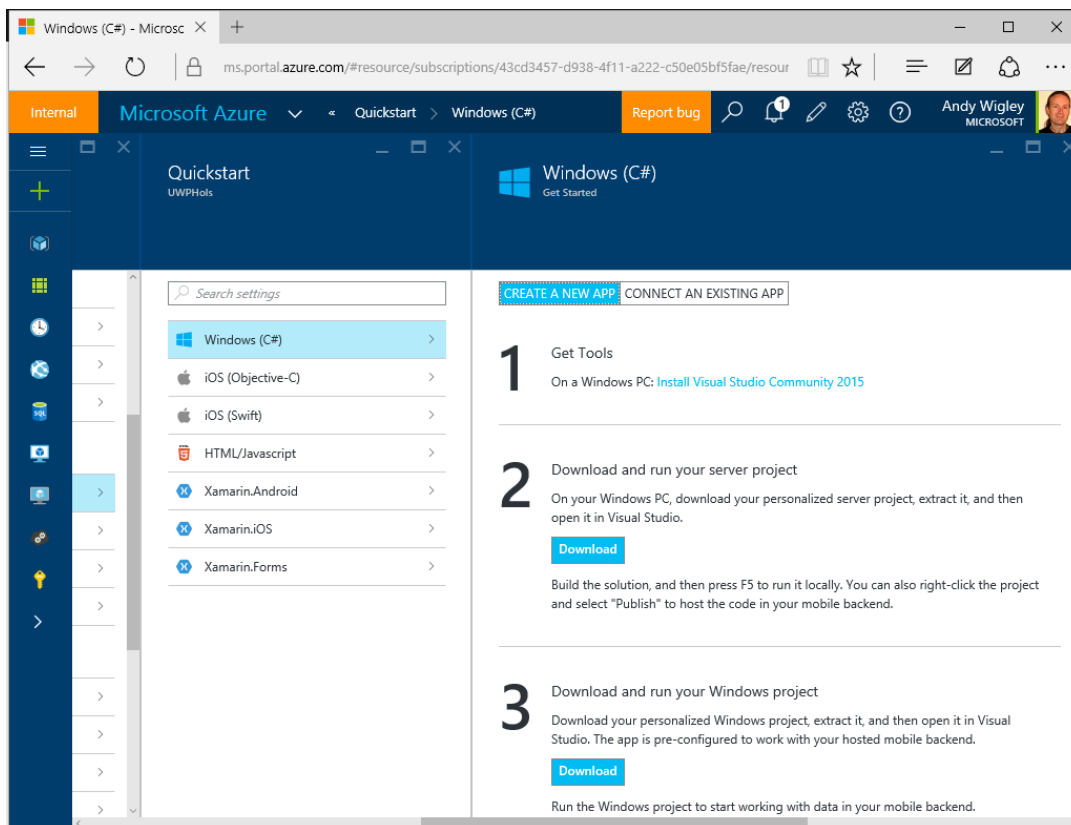 Windows (C#) - Microsc
ms.portal.azure.com/#resource/subscriptions/43cd3457-d938-4f11-a222-c50e05bf5fae/resour
Internal
Microsoft Azure
« Quickstart > Windows (C#)
Report bug
1
Andy Wigley
MICROSOFT
Quickstart
UWPHols
Windows (C#)
Get Started
Search settings
Windows (C#)
iOS (Objective-C)
iOS (Swift)
HTML/Javascript
Xamarin.Android
Xamarin.iOS
Xamarin.Forms
CREATE A NEW APP
CONNECT AN EXISTING APP
1
Get Tools
On a Windows PC: Install Visual Studio Community 2015
2
Download and run your server project
On your Windows PC, download your personalized server project, extract it, and then
open it in Visual Studio.
Download
Build the solution, and then press F5 to run it locally. You can also right-click the project
and select "Publish" to host the code in your mobile backend.
3
Download and run your Windows project
Download your personalized Windows project, extract it, and then open it in Visual
Studio. The app is pre-configured to work with your hosted mobile backend.
Download
Run the Windows project to start working with data in your mobile backend.
SQL